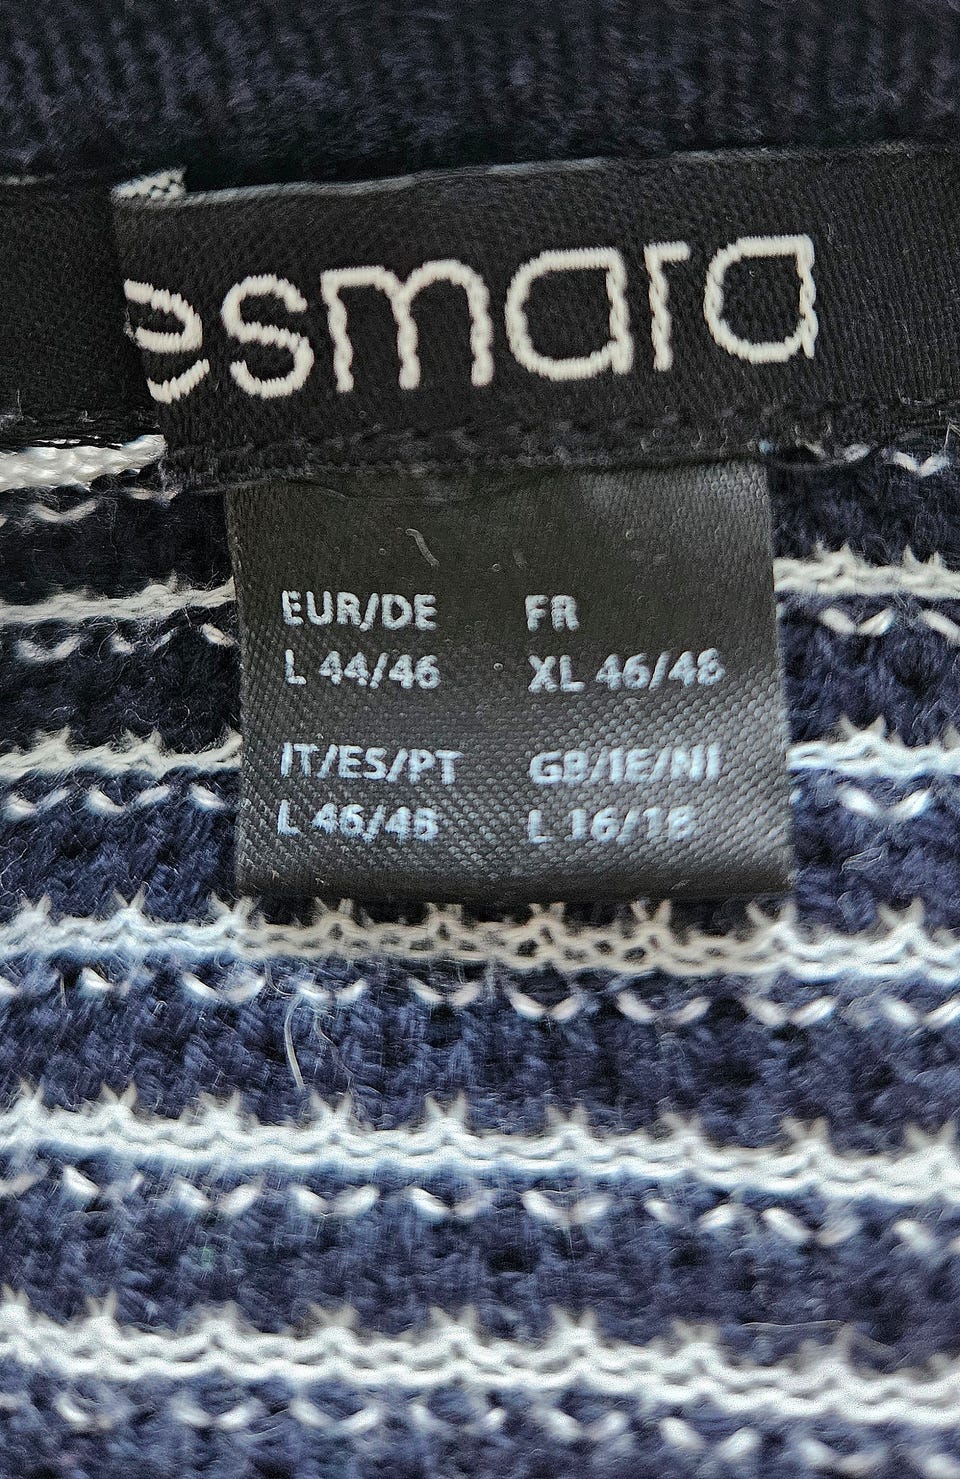 esmara
EUR/DE FR
L 44/46 XL 46/48
IT/ES/PT GB/IE/NI
L 46/48 L 16/18